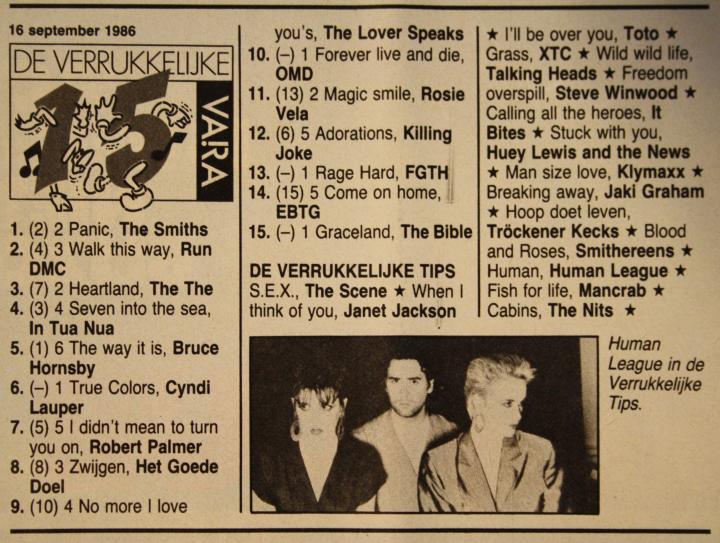 16 september 1986
DE VERRUKKELIJKE
15
VARA
1. (2) 2 Panic, The Smiths
2. (4) 3 Walk this way, Run
DMC
3. (7) 2 Heartland, The The
4. (3) 4 Seven into the sea,
In Tua Nua
5. (1) 6 The way it is, Bruce
Hornsby
6. (–) 1 True Colors, Cyndi
Lauper
7. (5) 5 I didn't mean to turn
you on, Robert Palmer
8. (8) 3 Zwijgen, Het Goede
Doel
9. (10) 4 No more I love
you's, The Lover Speaks
10. (–) 1 Forever live and die,
OMD
11. (13) 2 Magic smile, Rosie
Vela
12. (6) 5 Adorations, Killing
Joke
13. (–) 1 Rage Hard, FGTH
14. (15) 5 Come on home,
EBTG
15. (–) 1 Graceland, The Bible
DE VERRUKKELIJKE TIPS
S.E.X., The Scene ★ When I
think of you, Janet Jackson
★ I'll be over you, Toto ★
Grass, XTC ★ Wild wild life,
Talking Heads ★ Freedom
overspill, Steve Winwood ★
Calling all the heroes, It
Bites ★ Stuck with you,
Huey Lewis and the News
★ Man size love, Klymaxx ★
Breaking away, Jaki Graham
★ Hoop doet leven,
Tröckener Kecks ★ Blood
and Roses, Smithereens ★
Human, Human League ★
Fish for life, Mancrab ★
Cabins, The Nits ★
Human
League in de
Verrukkelijke
Tips.